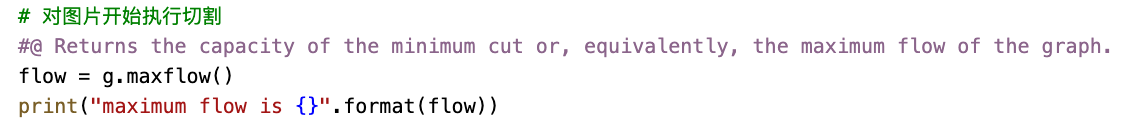 # 对图片开始执行切割
#@ Returns the capacity of the minimum cut or, equivalently, the maximum flow of the graph.
flow = g.maxflow()
print("maximum flow is {}".format(flow))